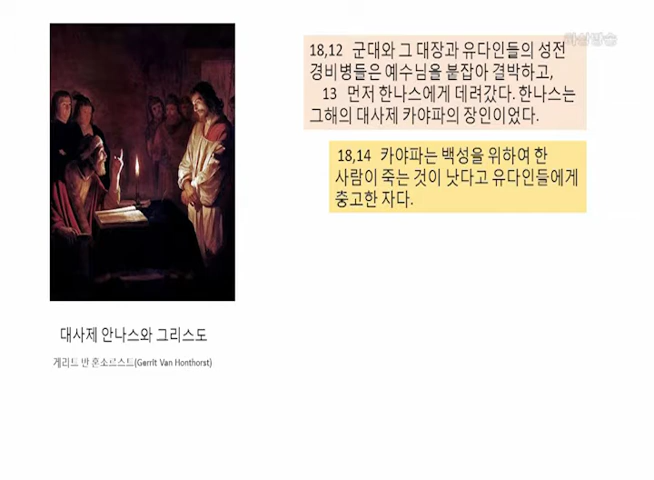 18,12 군대와 그 대장과 유다인들의 성전
경비병들은 예수님을 붙잡아 결박하고,
13 먼저 한나스에게 데려갔다. 한나스는
그해의 대사제 카야파의 장인이었다.
18,14 카야파는 백성을 위하여 한
사람이 죽는 것이 낫다고 유다인들에게
충고한 자다.
대사제 안나스와 그리스도
게리트 반 혼소르스트(Gerrit Van Honthorst)